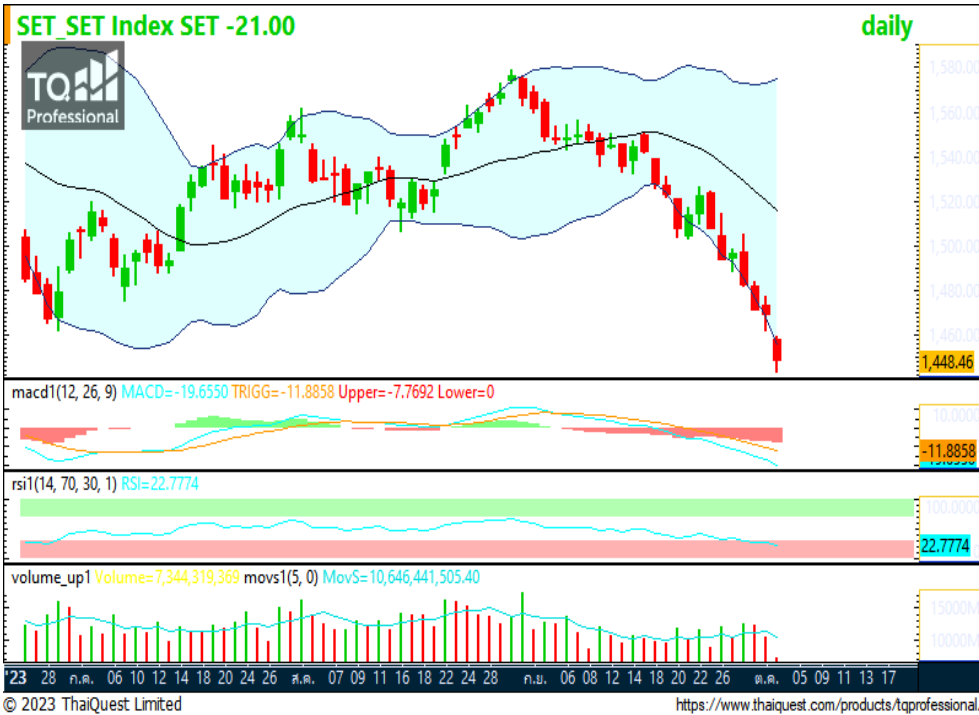 SET_SET Index SET -21.00 daily
TQ
Professional
1,580.00
1,560.00
1,540.00
1,520.00
1,500.00
1,480.00
1,460.00
1,448.46
macd1(12, 26, 9) MACD=-19.6550 TRIGG=-11.8858 Upper=-7.7692 Lower=0
10.0000
-11.8858
rsi1(14, 70, 30, 1) RSI=22.7774
100.0000
22.7774
volume_up1 Volume=7,344,319,369 movs1(5, 0) MovS=10,646,441,505.40
15000M
10000M
'23 28 ก.ค. 06 10 12 14 18 20 24 26 ส.ค. 07 09 11 16 18 22 24 28 ก.ย. 06 08 12 14 18 20 22 26 ต.ค. 05 09 11 13 17
© 2023 ThaiQuest Limited https://www.thaiquest.com/products/tqprofessional